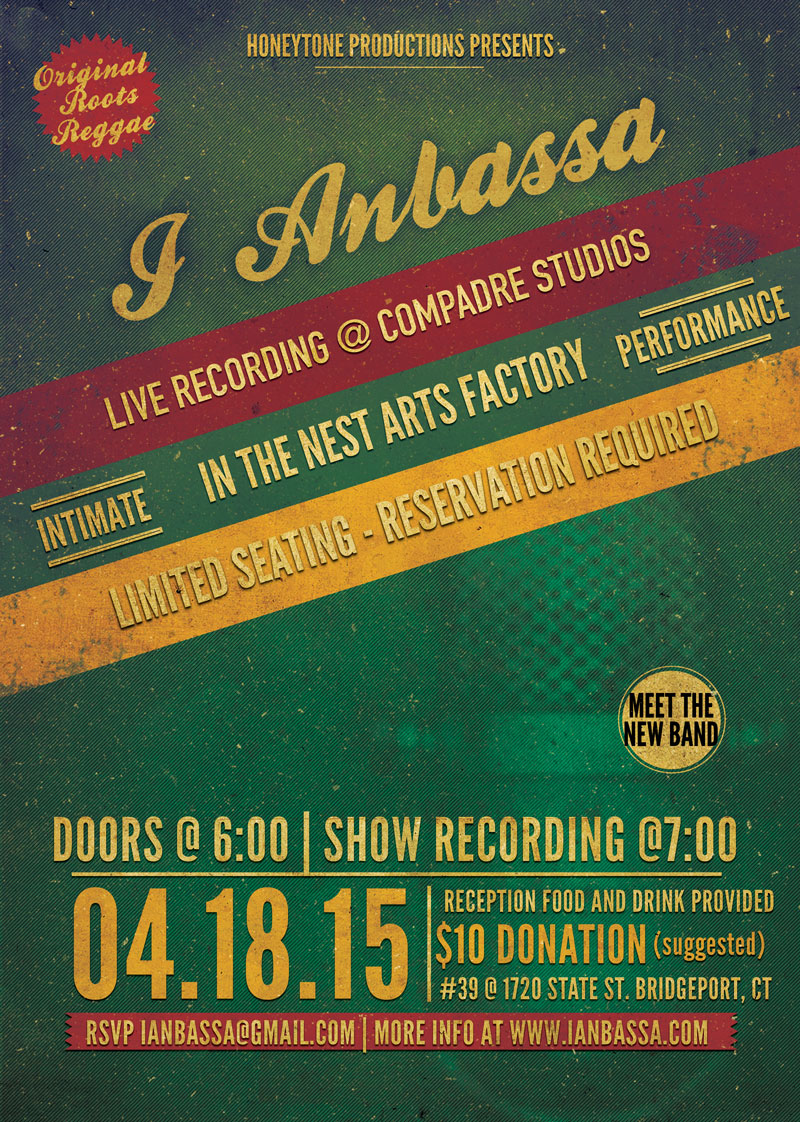 HONEYTONE PRODUCTIONS PRESENTS
Original
Roots
Reggae
I Anbassa
LIVE RECORDING @ COMPADRE STUDIOS
IN THE NEST ARTS FACTORY
PERFORMANCE
INTIMATE
LIMITED SEATING - RESERVATION REQUIRED
MEET THE
NEW BAND
DOORS @ 6:00 | SHOW RECORDING @7:00
04.18.15
RECEPTION FOOD AND DRINK PROVIDED
$10 DONATION (suggested)
#39 @ 1720 STATE ST. BRIDGEPORT, CT
RSVP IANBASSA@GMAIL.COM | MORE INFO AT WWW.IANBASSA.COM